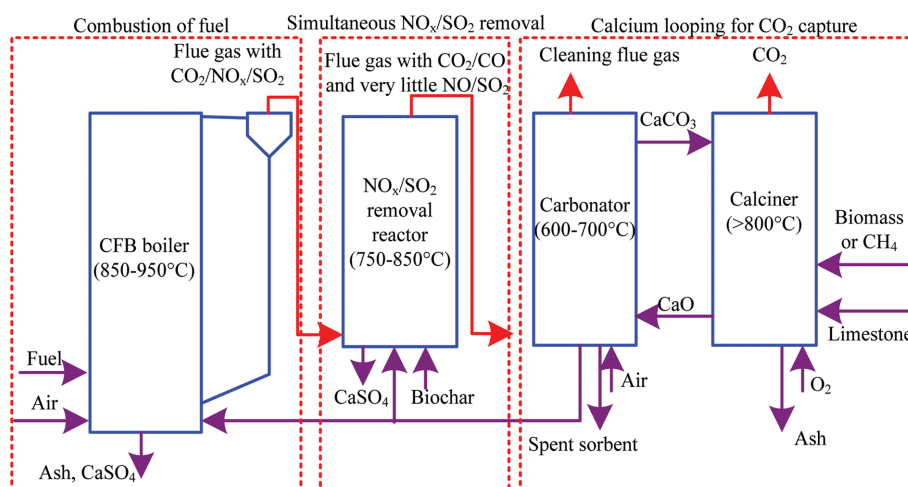 Combustion of fuel
Simultaneous NOₓ/SO₂ removal
Calcium looping for CO₂ capture
Flue gas with
CO₂/NOₓ/SO₂
Flue gas with CO₂/CO
and very little NO/SO₂
Cleaning flue gas
CO₂
CFB boiler
(850-950°C)
NOₓ/SO₂
removal
reactor
(750-850°C)
CaCO₃
Carbonator
(600-700°C)
Calciner
(>800°C)
Biomass
or CH₄
CaO
Limestone
Fuel
Air
CaSO₄
Biochar
Air
O₂
Spent sorbent
Ash
Ash, CaSO₄